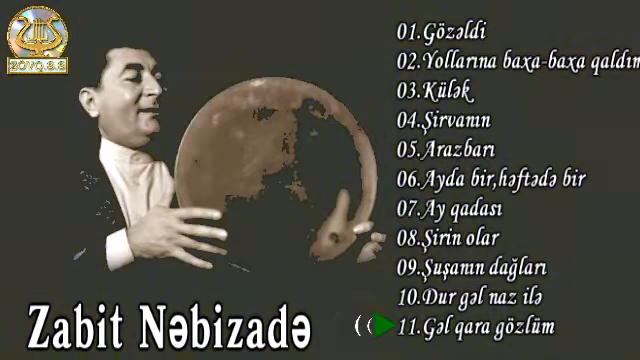 ZÖVQ.S.S
01.Gözəldi
02.Yollarına baxa-baxa qaldım
03.Külək
04.Şirvanın
05.Arazbarı
06.Ayda bir,həftədə bir
07.Ay qadası
08.Şirin olar
09.Şuşanın dağları
10.Dur gəl naz ilə
11.Gəl qara gözlüm
Zabit Nəbizadə